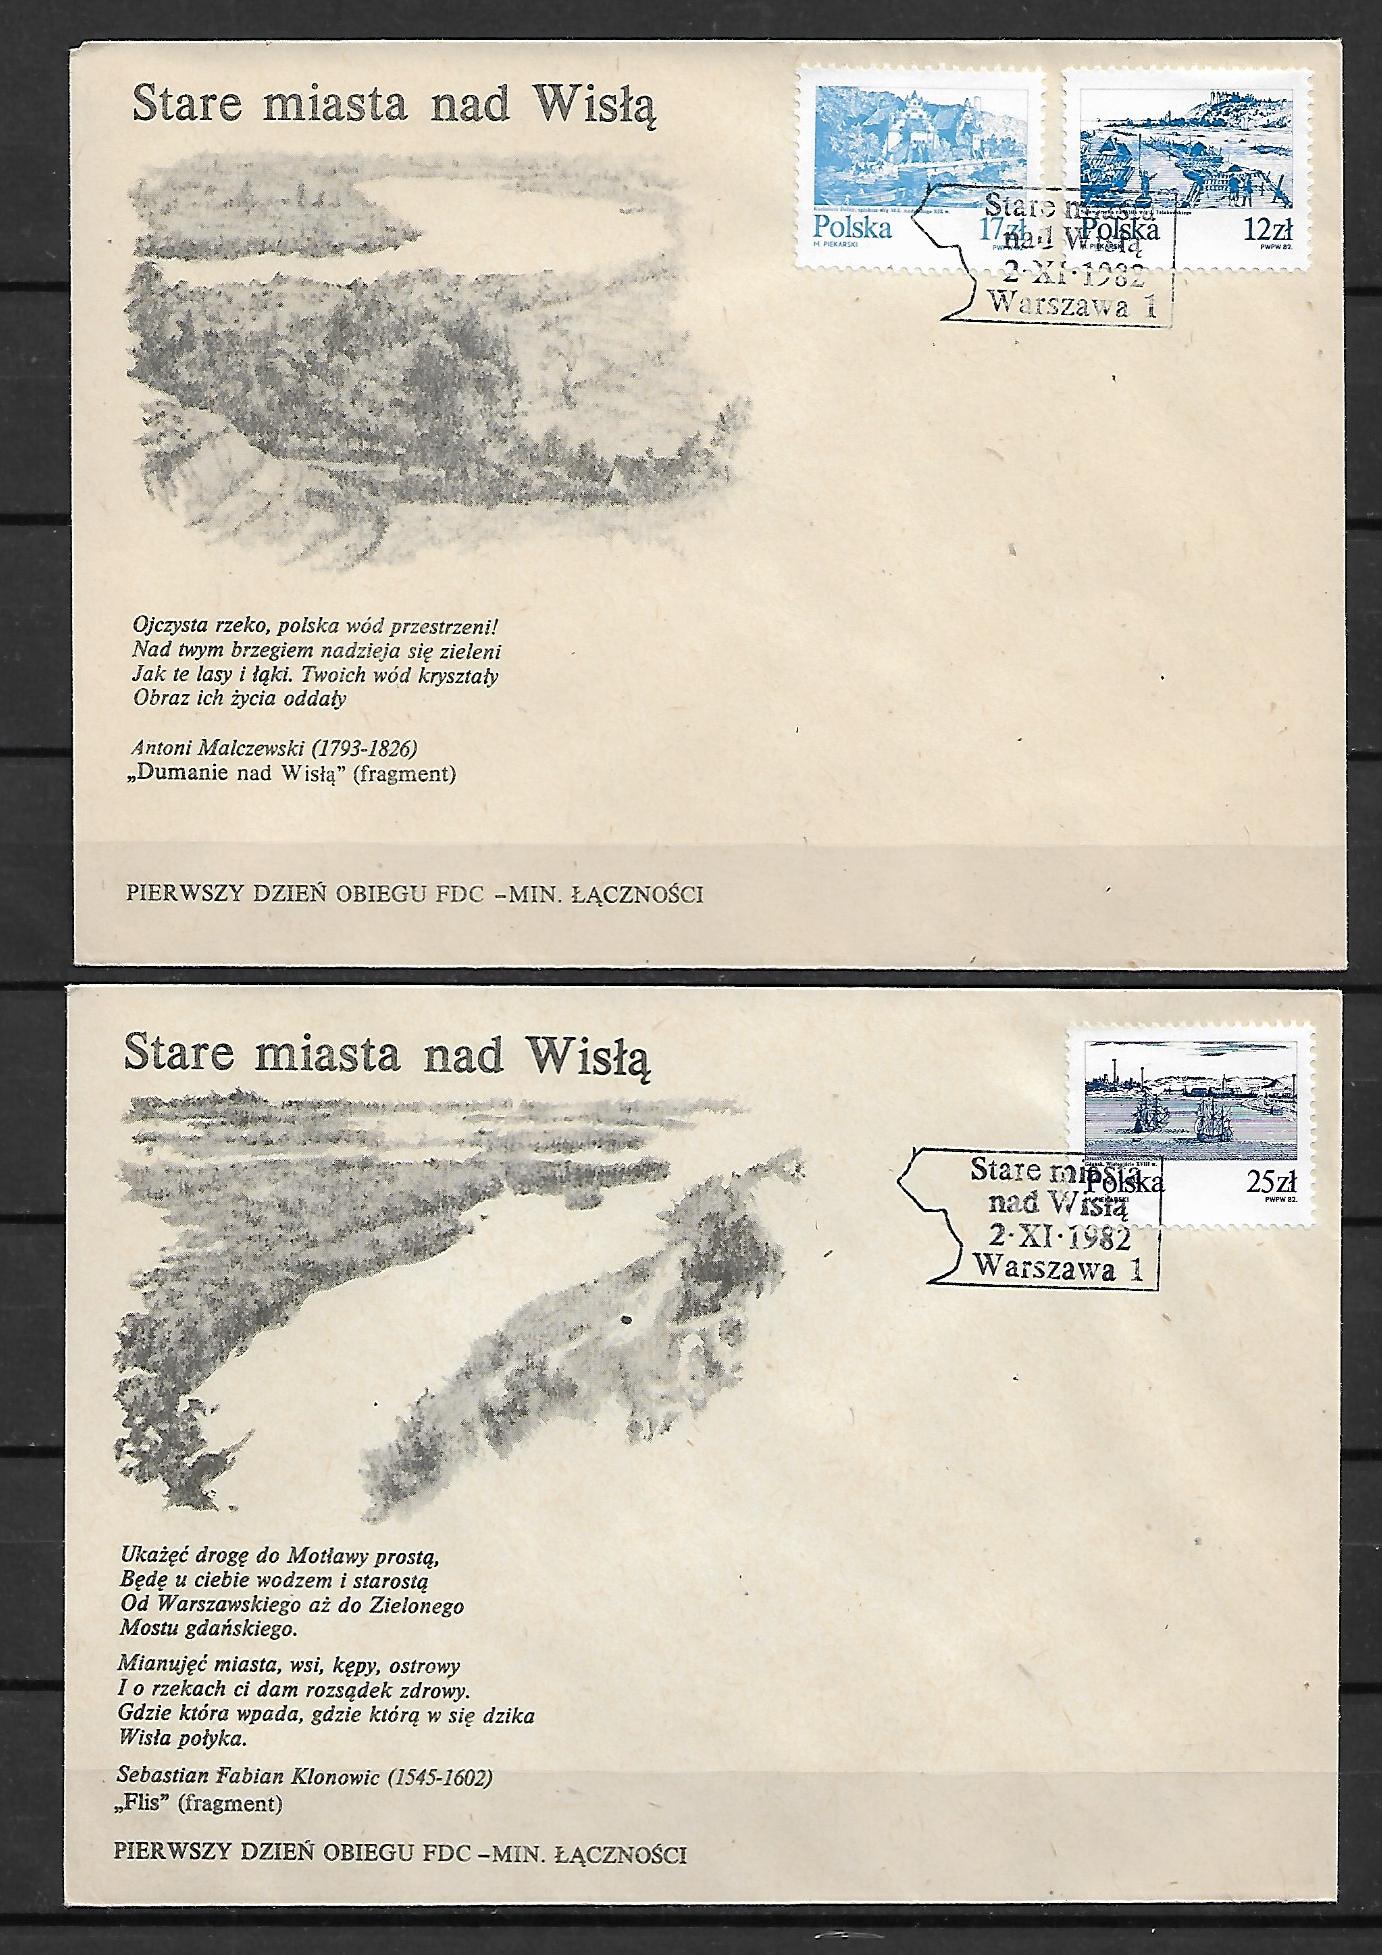 Stare miasta nad Wisłą
Polska
17zł
M. PIEKARSKI
Polska
12zł
PWPW 82.
Stare miasta
nad Wisłą
2·XI·1982
Warszawa 1
Ojczysta rzeko, polska wód przestrzeni!
Nad twym brzegiem nadzieja się zieleni
Jak te lasy i łąki. Twoich wód kryształy
Obraz ich życia oddały
Antoni Malczewski (1793-1826)
„Dumanie nad Wisłą” (fragment)
PIERWSZY DZIEŃ OBIEGU FDC –MIN. ŁĄCZNOŚCI
Stare miasta nad Wisłą
Polska
25zł
PWPW 82.
Stare miasta
nad Wisłą
2·XI·1982
Warszawa 1
Ukażęć drogę do Motławy prostą,
Będę u ciebie wodzem i starostą
Od Warszawskiego aż do Zielonego
Mostu gdańskiego.
Mianujęć miasta, wsi, kępy, ostrowy
I o rzekach ci dam rozsądek zdrowy.
Gdzie która wpada, gdzie którą w się dzika
Wisła połyka.
Sebastian Fabian Klonowic (1545-1602)
„Flis” (fragment)
PIERWSZY DZIEŃ OBIEGU FDC –MIN. ŁĄCZNOŚCI